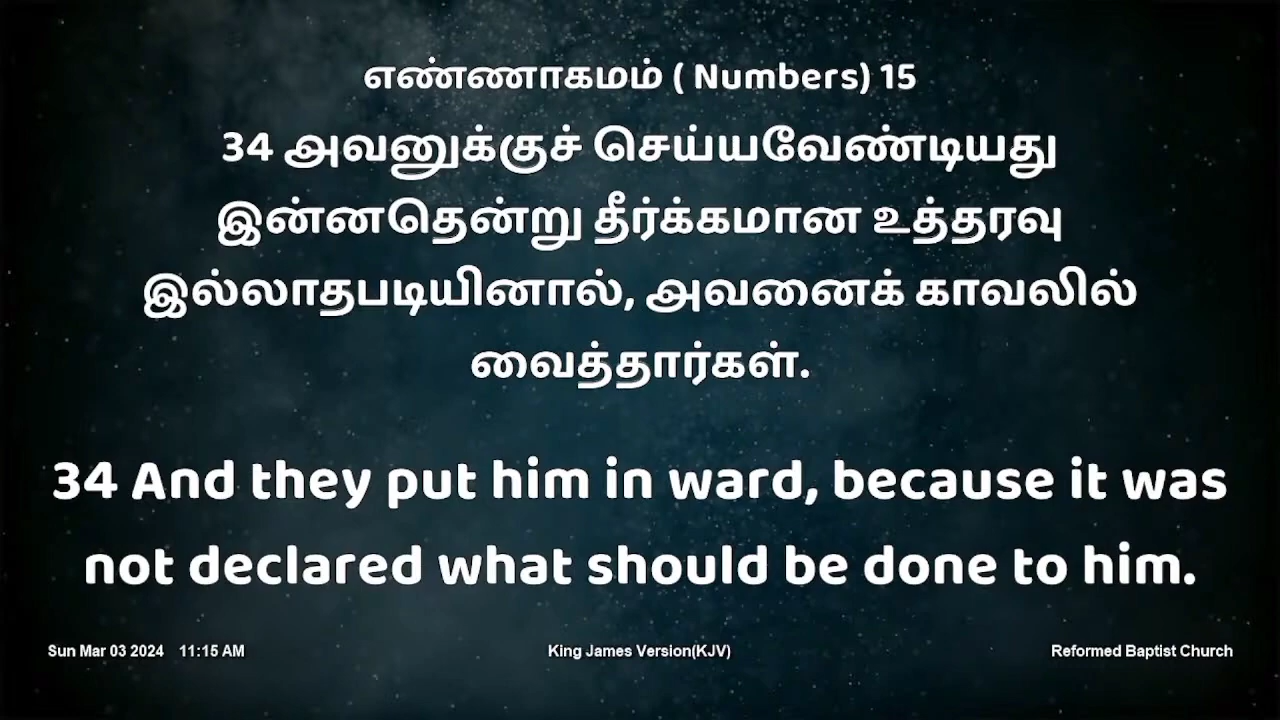 எண்ணாகமம் ( Numbers) 15
34 அவனுக்குச் செய்யவேண்டியது
இன்னதென்று தீர்க்கமான உத்தரவு
இல்லாதபடியினால், அவனைக் காவலில்
வைத்தார்கள்.
34 And they put him in ward, because it was
not declared what should be done to him.
Sun Mar 03 2024 11:15 AM
King James Version(KJV)
Reformed Baptist Church